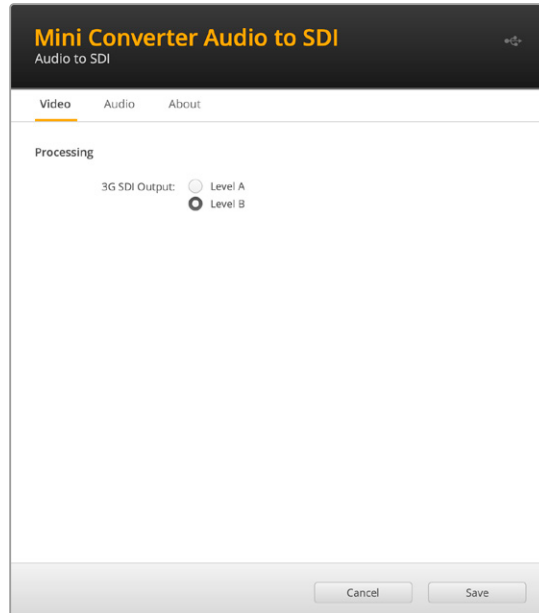 Mini Converter Audio to SDI
Audio to SDI
Video Audio About
Processing
3G SDI Output: Level A
Level B
Cancel Save